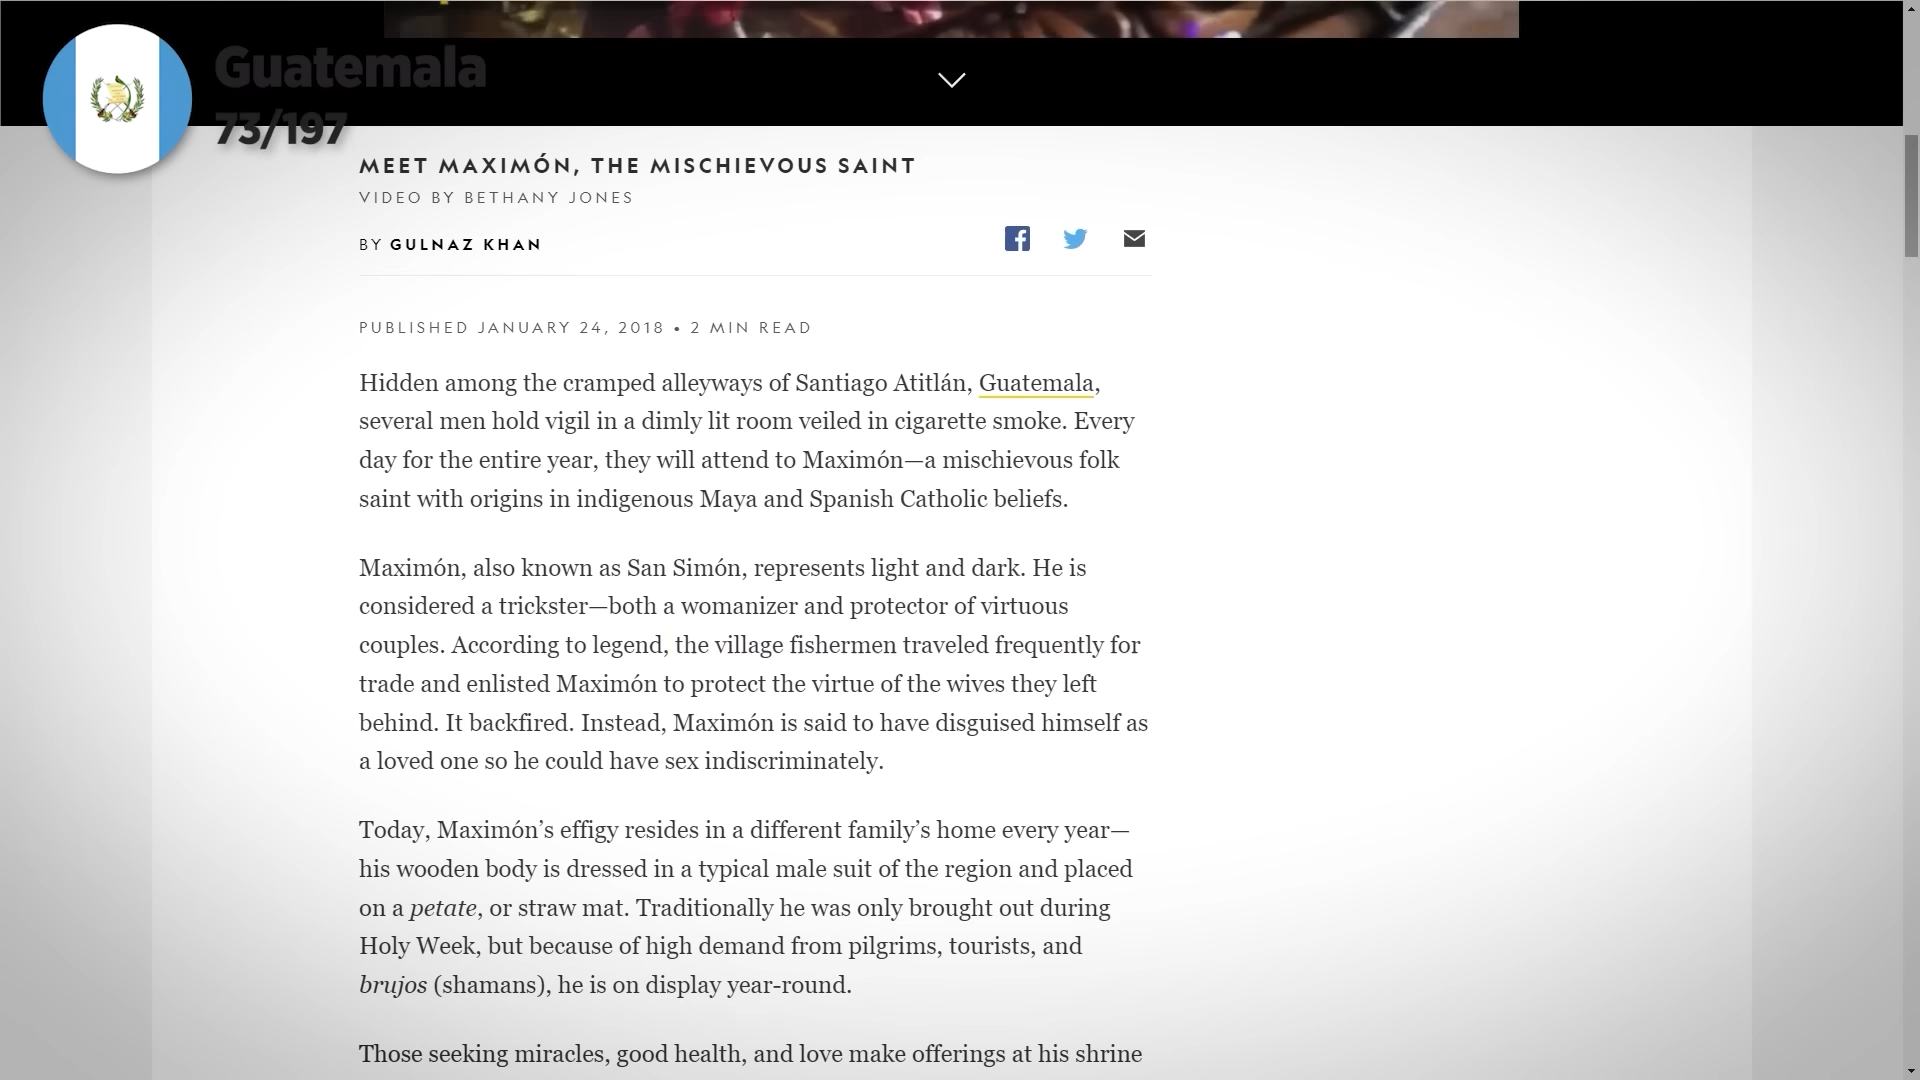 Guatemala
73/197
MEET MAXIMÓN, THE MISCHIEVOUS SAINT
VIDEO BY BETHANY JONES
BY GULNAZ KHAN
PUBLISHED JANUARY 24, 2018 • 2 MIN READ
Hidden among the cramped alleyways of Santiago Atitlán, Guatemala,
several men hold vigil in a dimly lit room veiled in cigarette smoke. Every
day for the entire year, they will attend to Maximón—a mischievous folk
saint with origins in indigenous Maya and Spanish Catholic beliefs.
Maximón, also known as San Simón, represents light and dark. He is
considered a trickster—both a womanizer and protector of virtuous
couples. According to legend, the village fishermen traveled frequently for
trade and enlisted Maximón to protect the virtue of the wives they left
behind. It backfired. Instead, Maximón is said to have disguised himself as
a loved one so he could have sex indiscriminately.
Today, Maximón’s effigy resides in a different family’s home every year—
his wooden body is dressed in a typical male suit of the region and placed
on a petate, or straw mat. Traditionally he was only brought out during
Holy Week, but because of high demand from pilgrims, tourists, and
brujos (shamans), he is on display year-round.
Those seeking miracles, good health, and love make offerings at his shrine